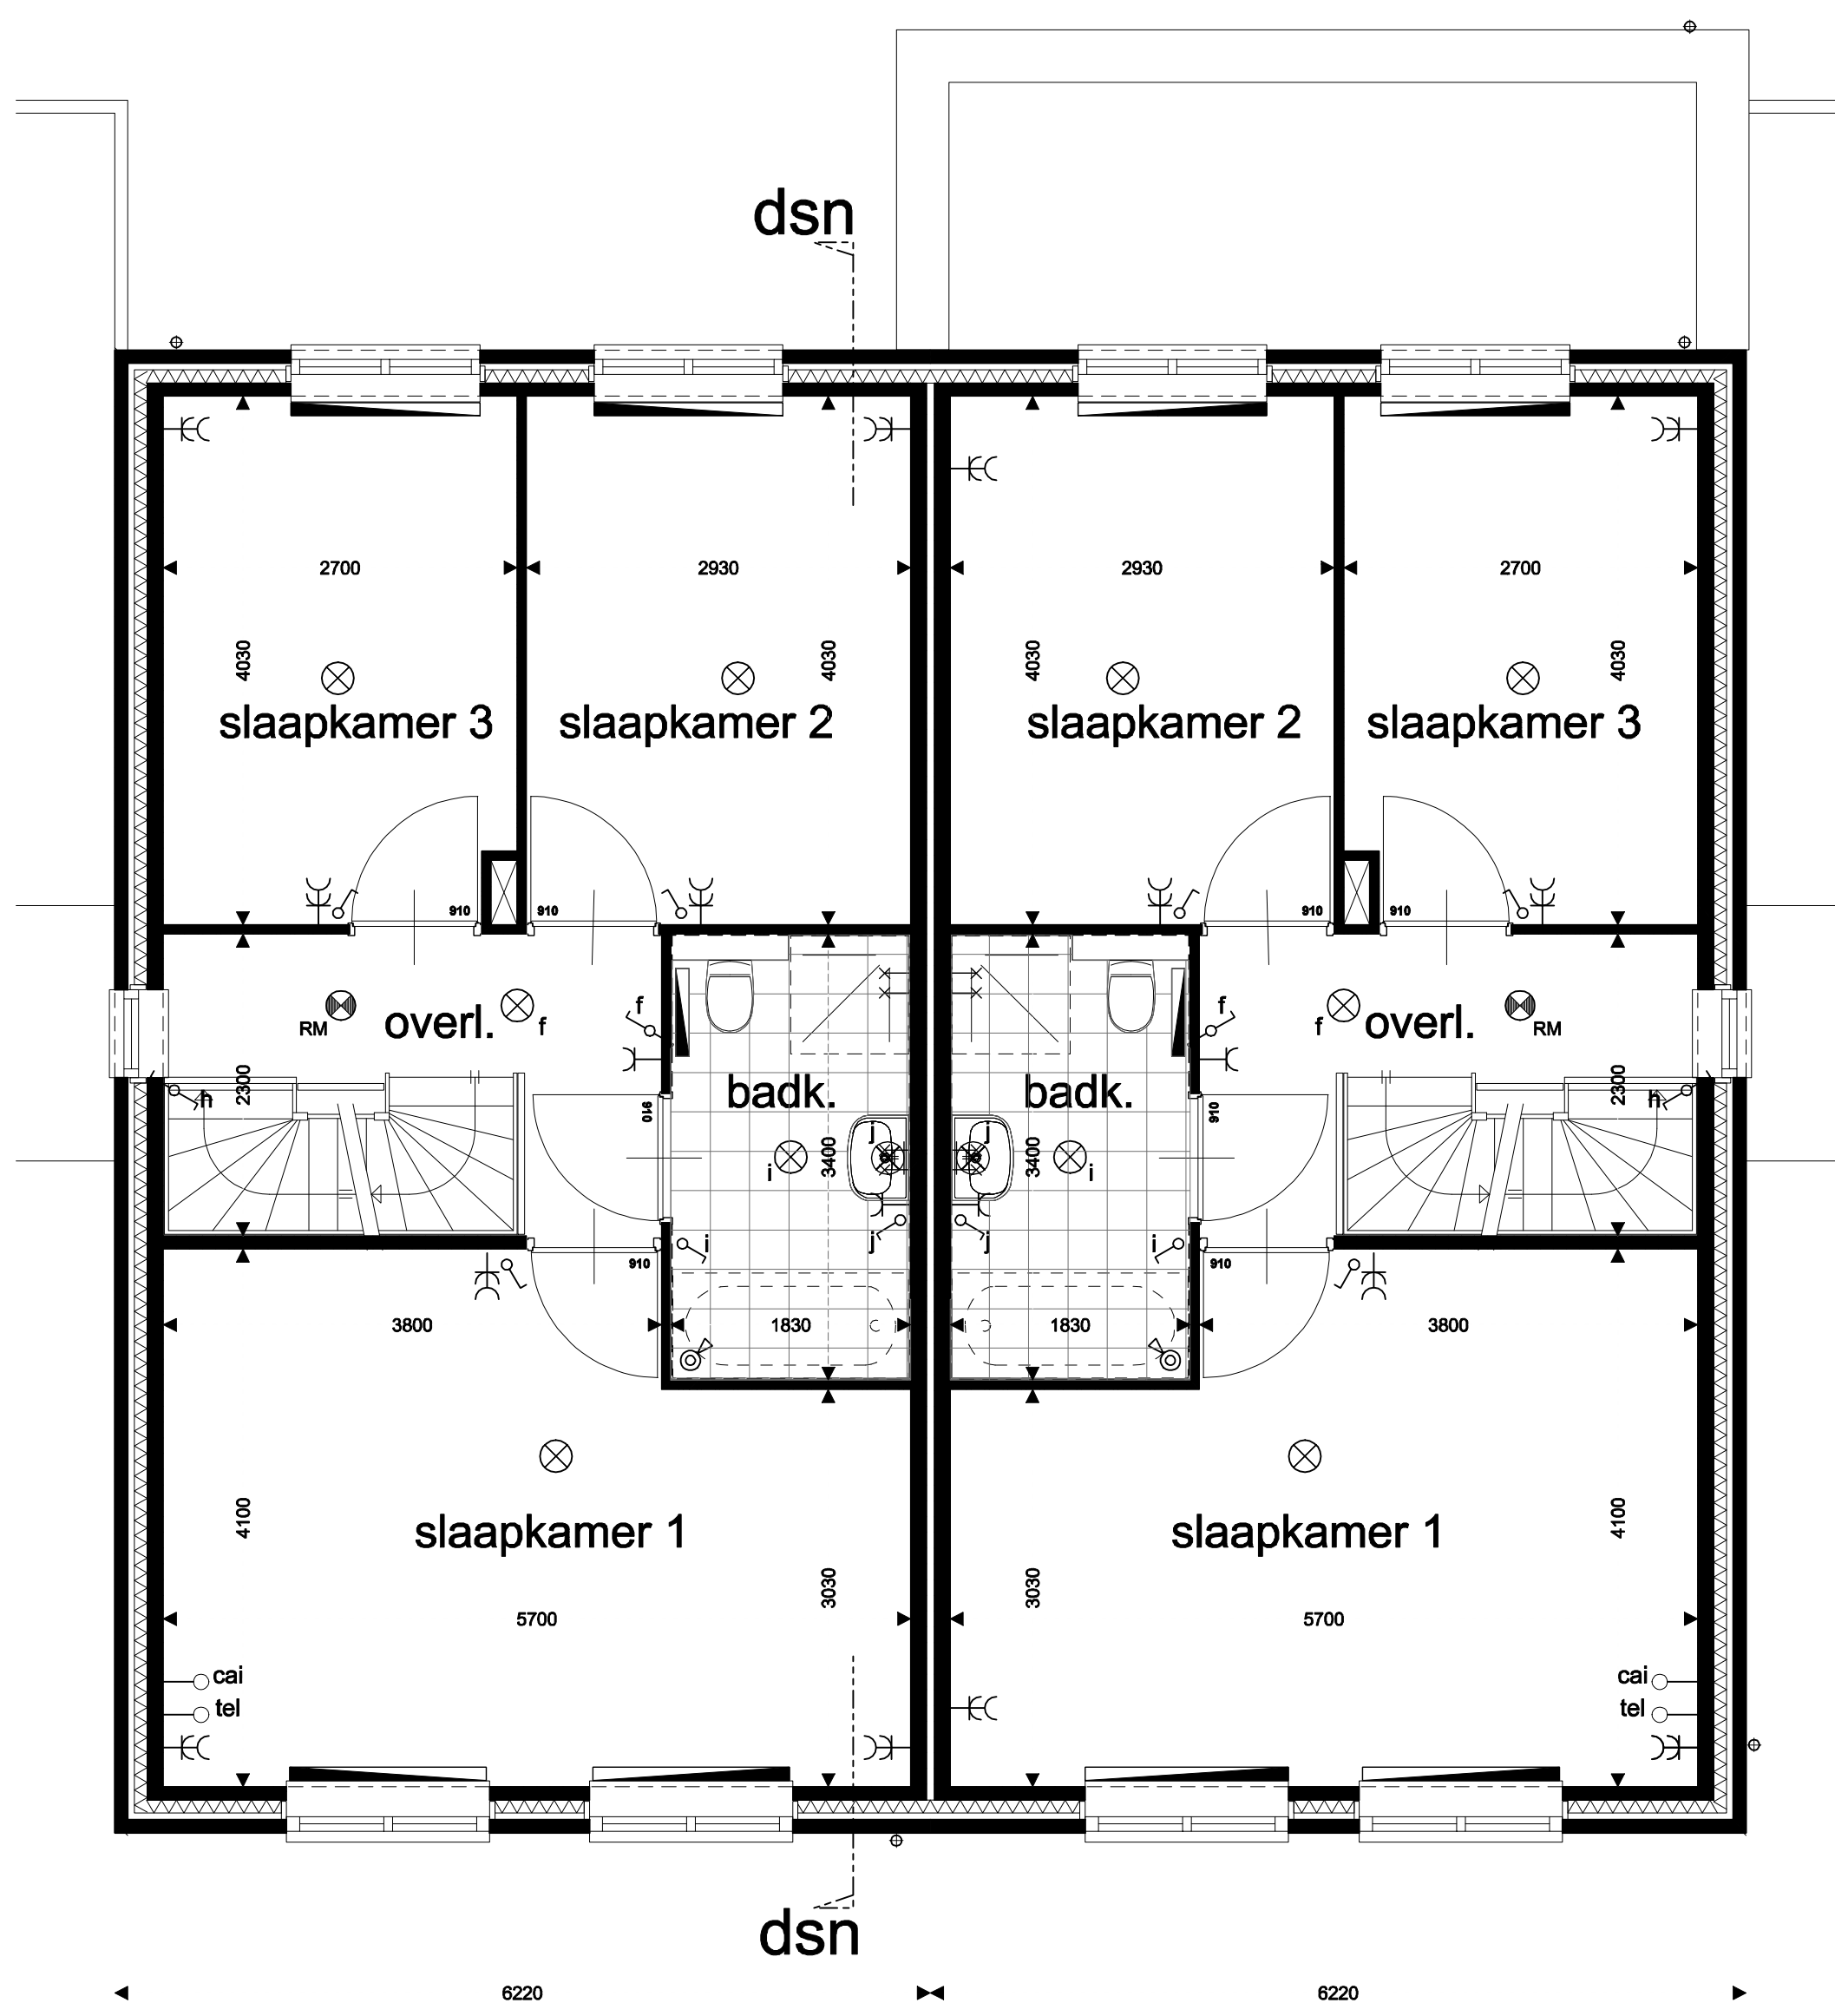 dsn
2700 2930 2930 2700
4030 4030 4030 4030
slaapkamer 3 slaapkamer 2 slaapkamer 2 slaapkamer 3
910 910 910 910
RM overl. f f f f overl. RM
h 2300 910 badk. badk. 910 2300 h
j j
i 3400 3400 i
j i j i
910 910
3800 1830 1830 3800
4100 slaapkamer 1 slaapkamer 1 4100
3030 3030
5700 5700
cai cai
tel tel
dsn
6220 6220